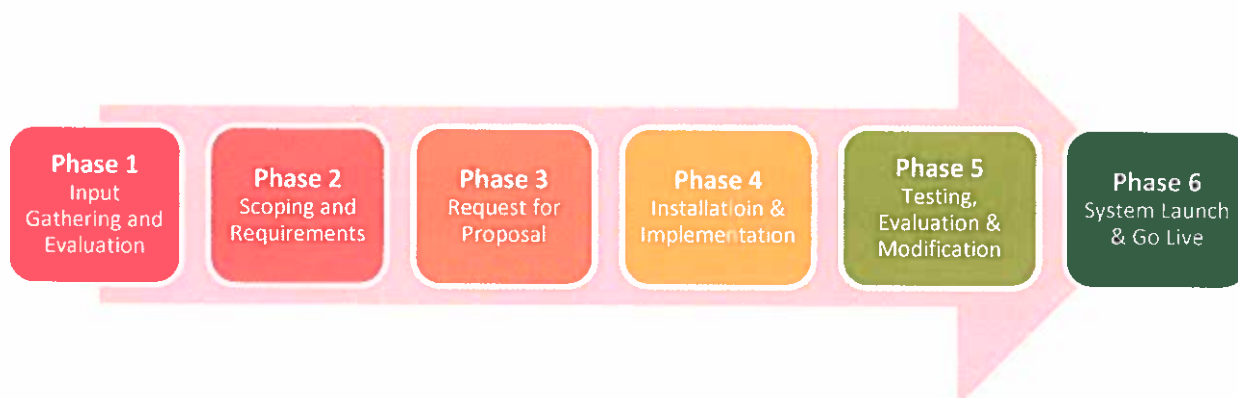 Phase 1
Input
Gathering and
Evaluation
Phase 2
Scoping and
Requirements
Phase 3
Request for
Proposal
Phase 4
Installatioin &
Implementation
Phase 5
Testing,
Evaluation &
Modification
Phase 6
System Launch
& Go Live